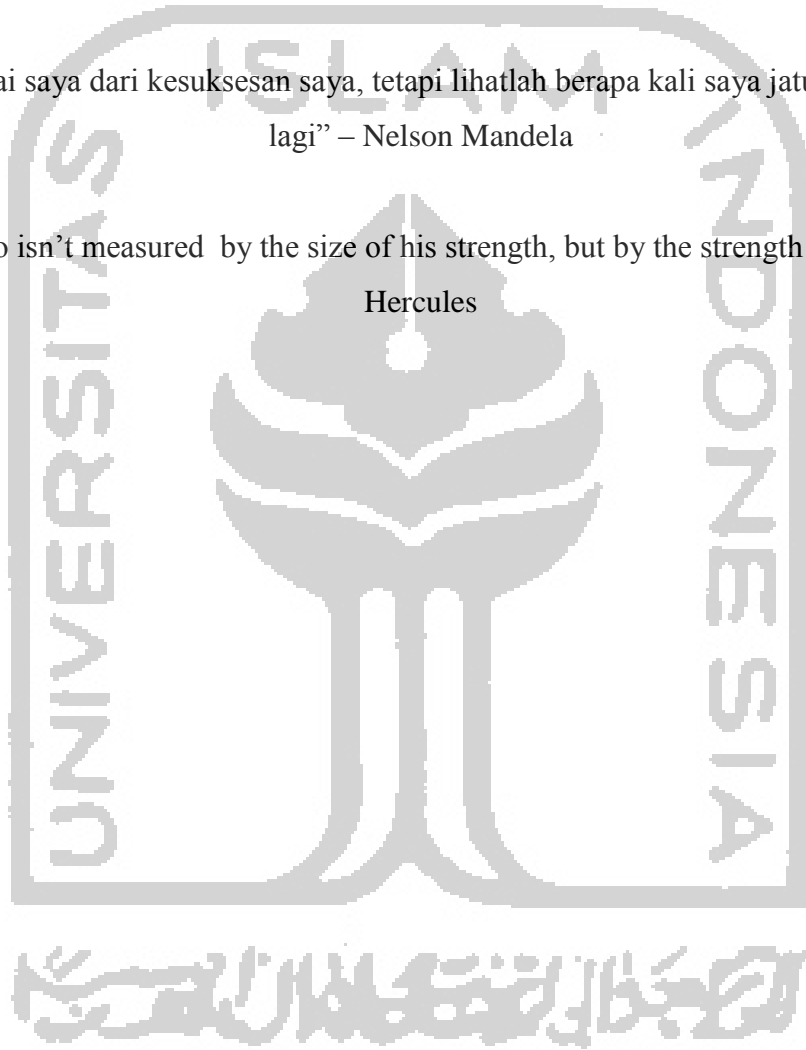 ai saya dari kesuksesan saya, tetapi lihatlah berapa kali saya jatu
lagi” – Nelson Mandela
o isn’t measured  by the size of his strength, but by the strength
Hercules
ISLAM
UNIVERSITAS
INDONESIA